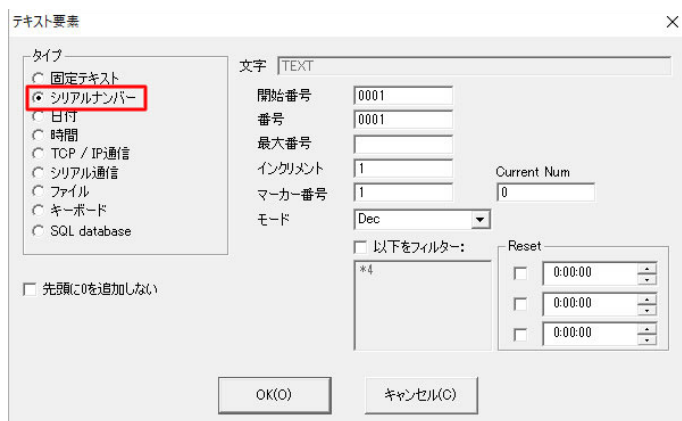 テキスト要素
タイプ
固定テキスト
シリアルナンバー
日付
時間
TCP / IP通信
シリアル通信
ファイル
キーボード
SQL database
先頭に0を追加しない
文字 TEXT
開始番号 0001
番号 0001
最大番号
インクリメント 1
マーカー番号 1
Current Num
0
モード Dec
以下をフィルター:
*4
Reset
0:00:00
0:00:00
0:00:00
OK(O)
キャンセル(C)